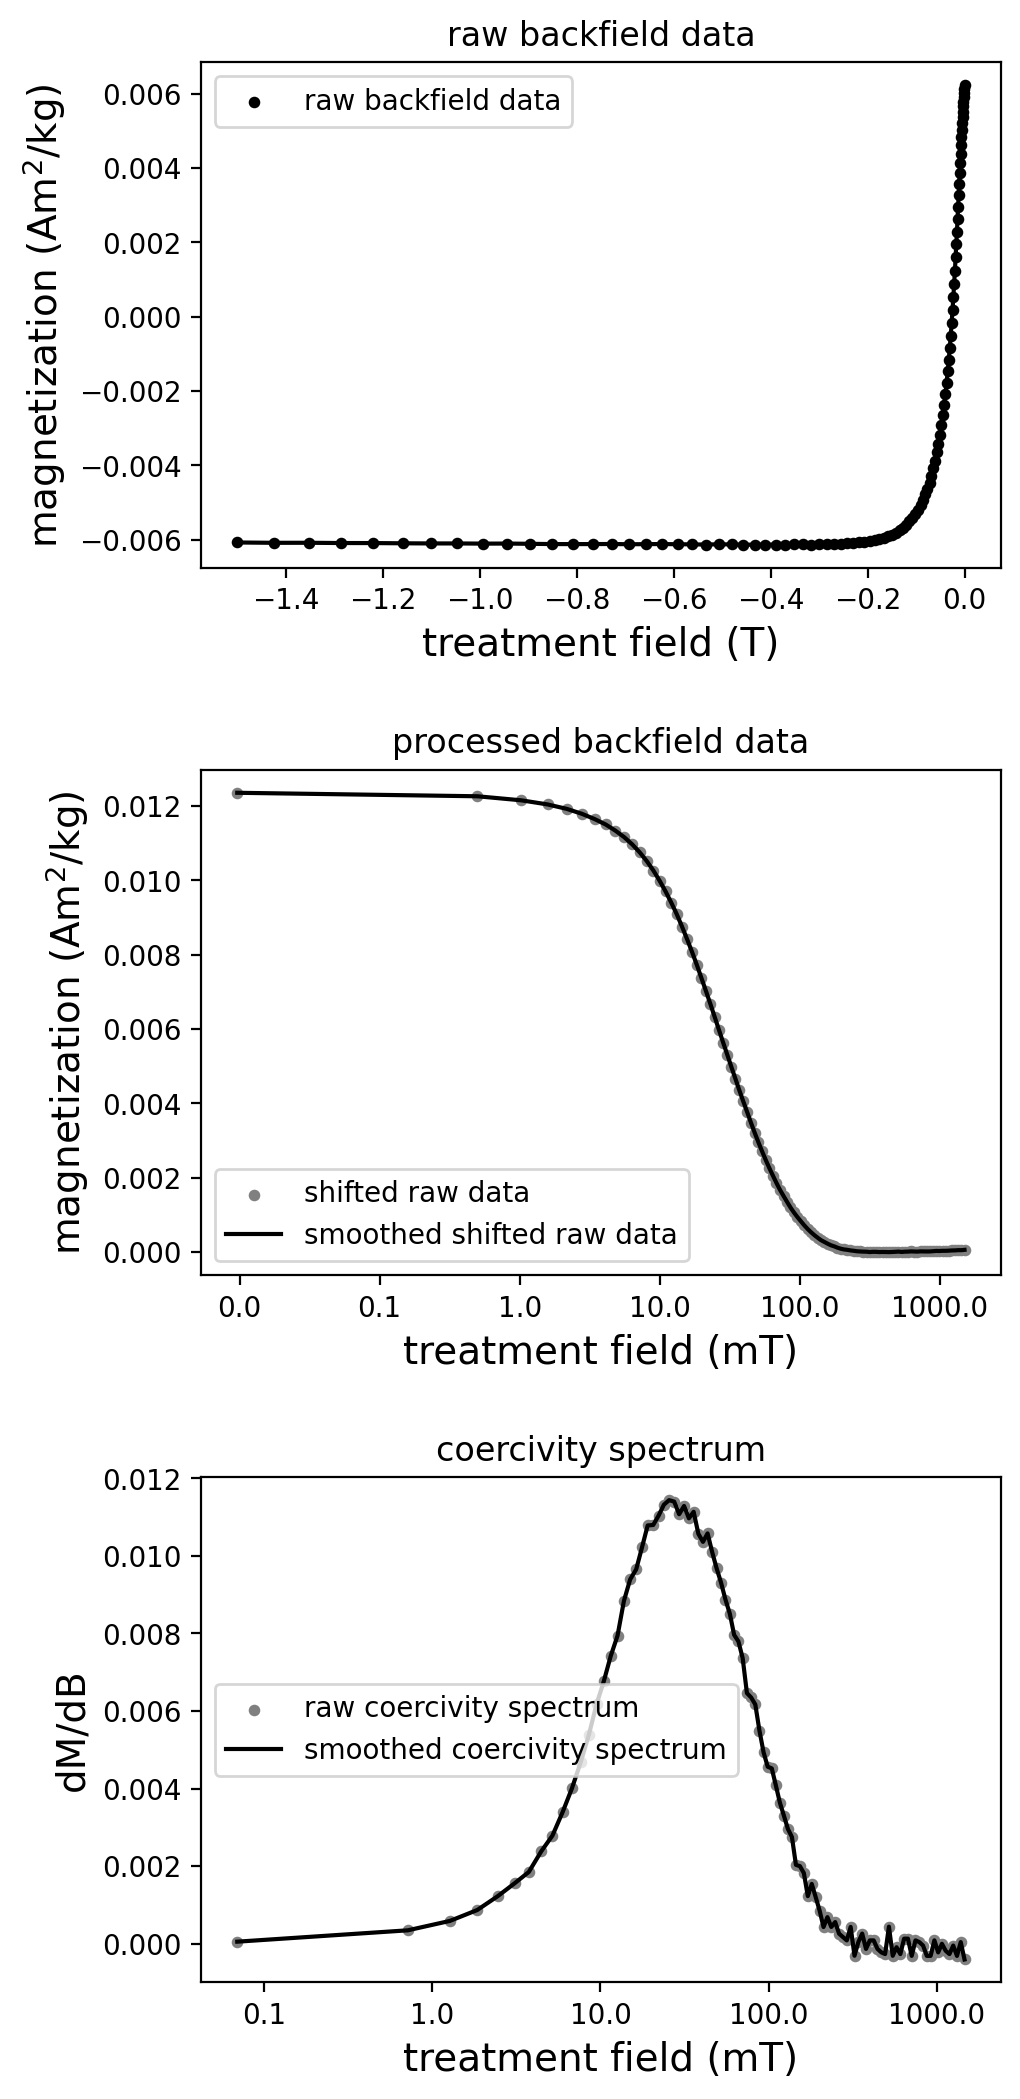 raw backfield data
raw backfield data
0.006
0.004
0.002
0.000
−0.002
−0.004
−0.006
magnetization (Am²/kg)
−1.4 −1.2 −1.0 −0.8 −0.6 −0.4 −0.2 0.0
treatment field (T)
processed backfield data
0.012
0.010
0.008
0.006
0.004
0.002
0.000
magnetization (Am²/kg)
shifted raw data
smoothed shifted raw data
0.0 0.1 1.0 10.0 100.0 1000.0
treatment field (mT)
coercivity spectrum
0.012
0.010
0.008
0.006
0.004
0.002
0.000
dM/dB
raw coercivity spectrum
smoothed coercivity spectrum
0.1 1.0 10.0 100.0 1000.0
treatment field (mT)